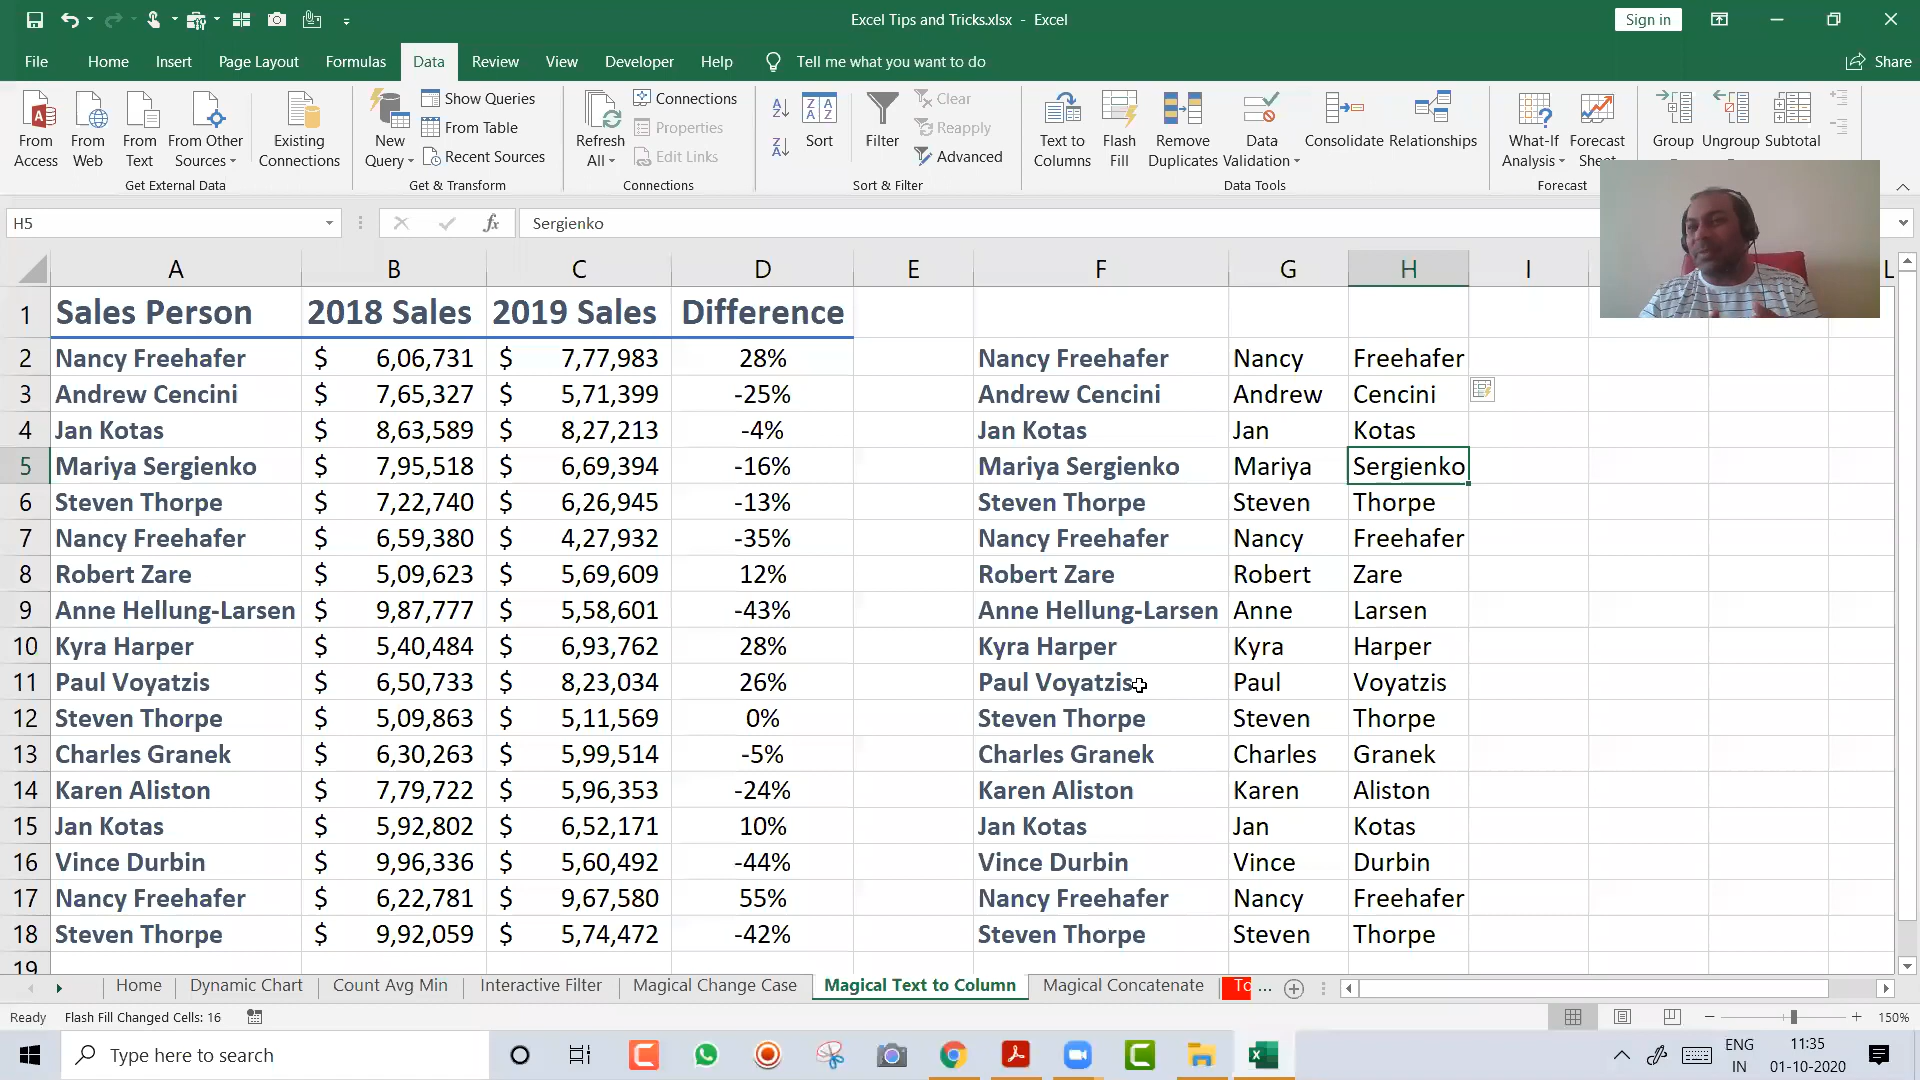 Excel Tips and Tricks.xlsx - Excel
Sign in
File Home Insert Page Layout Formulas Data Review View Developer Help Tell me what you want to do Share
From Access
From Web
From Text
From Other Sources
Existing Connections
Get External Data
New Query
Show Queries
From Table
Recent Sources
Get & Transform
Refresh All
Connections
Properties
Edit Links
Connections
Sort
Filter
Clear
Reapply
Advanced
Sort & Filter
Text to Columns
Flash Fill
Remove Duplicates
Data Validation
Consolidate
Relationships
Data Tools
What-If Analysis
Forecast
Forecast
Group
Ungroup
Subtotal
H5 fx Sergienko
A B C D E F G H I L
1 Sales Person 2018 Sales 2019 Sales Difference
2 Nancy Freehafer $ 6,06,731 $ 7,77,983 28% Nancy Freehafer Nancy Freehafer
3 Andrew Cencini $ 7,65,327 $ 5,71,399 -25% Andrew Cencini Andrew Cencini
4 Jan Kotas $ 8,63,589 $ 8,27,213 -4% Jan Kotas Jan Kotas
5 Mariya Sergienko $ 7,95,518 $ 6,69,394 -16% Mariya Sergienko Mariya Sergienko
6 Steven Thorpe $ 7,22,740 $ 6,26,945 -13% Steven Thorpe Steven Thorpe
7 Nancy Freehafer $ 6,59,380 $ 4,27,932 -35% Nancy Freehafer Nancy Freehafer
8 Robert Zare $ 5,09,623 $ 5,69,609 12% Robert Zare Robert Zare
9 Anne Hellung-Larsen $ 9,87,777 $ 5,58,601 -43% Anne Hellung-Larsen Anne Larsen
10 Kyra Harper $ 5,40,484 $ 6,93,762 28% Kyra Harper Kyra Harper
11 Paul Voyatzis $ 6,50,733 $ 8,23,034 26% Paul Voyatzis Paul Voyatzis
12 Steven Thorpe $ 5,09,863 $ 5,11,569 0% Steven Thorpe Steven Thorpe
13 Charles Granek $ 6,30,263 $ 5,99,514 -5% Charles Granek Charles Granek
14 Karen Aliston $ 7,79,722 $ 5,96,353 -24% Karen Aliston Karen Aliston
15 Jan Kotas $ 5,92,802 $ 6,52,171 10% Jan Kotas Jan Kotas
16 Vince Durbin $ 9,96,336 $ 5,60,492 -44% Vince Durbin Vince Durbin
17 Nancy Freehafer $ 6,22,781 $ 9,67,580 55% Nancy Freehafer Nancy Freehafer
18 Steven Thorpe $ 9,92,059 $ 5,74,472 -42% Steven Thorpe Steven Thorpe
19
Home Dynamic Chart Count Avg Min Interactive Filter Magical Change Case Magical Text to Column Magical Concatenate To ...
Ready Flash Fill Changed Cells: 16 150%
Type here to search
ENG
IN
11:35
01-10-2020